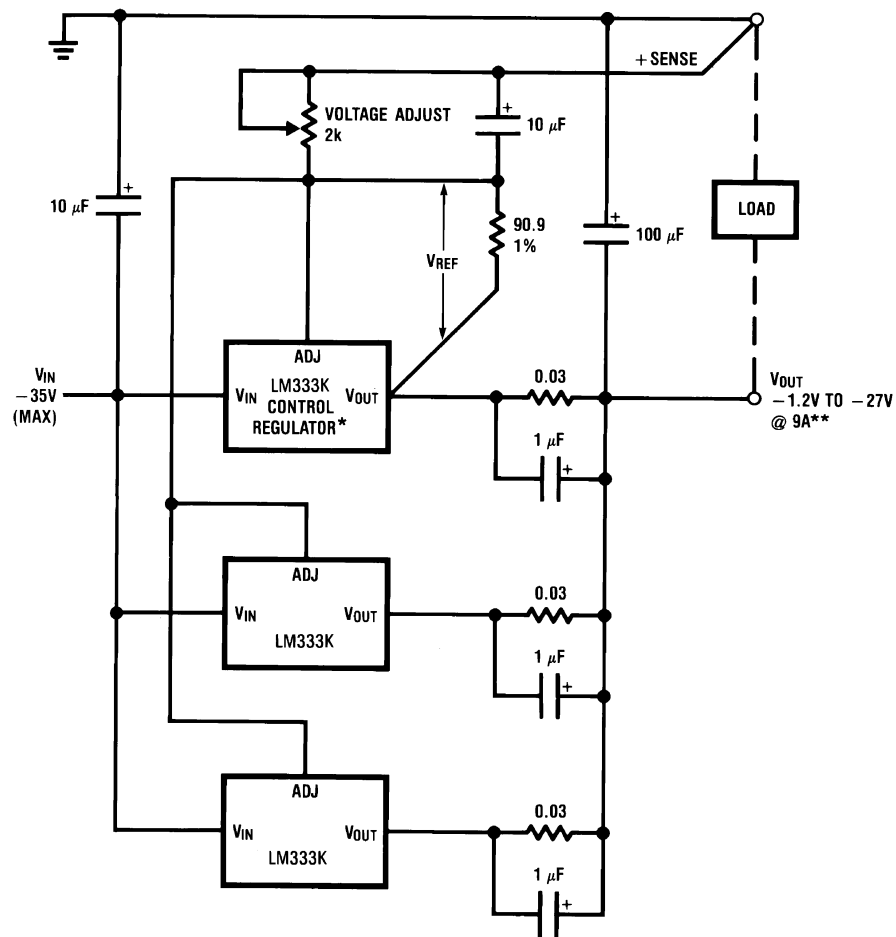 + SENSE
VOLTAGE ADJUST
2k
+
10 μF
+
10 μF
90.9
1%
VREF
+
100 μF
LOAD
VIN
−35V
(MAX)
ADJ
VIN
LM333K
CONTROL
REGULATOR*
VOUT
0.03
1 μF
+
VOUT
−1.2V TO −27V
@ 9A**
ADJ
VIN
VOUT
LM333K
0.03
1 μF
+
ADJ
VIN
VOUT
LM333K
0.03
1 μF
+